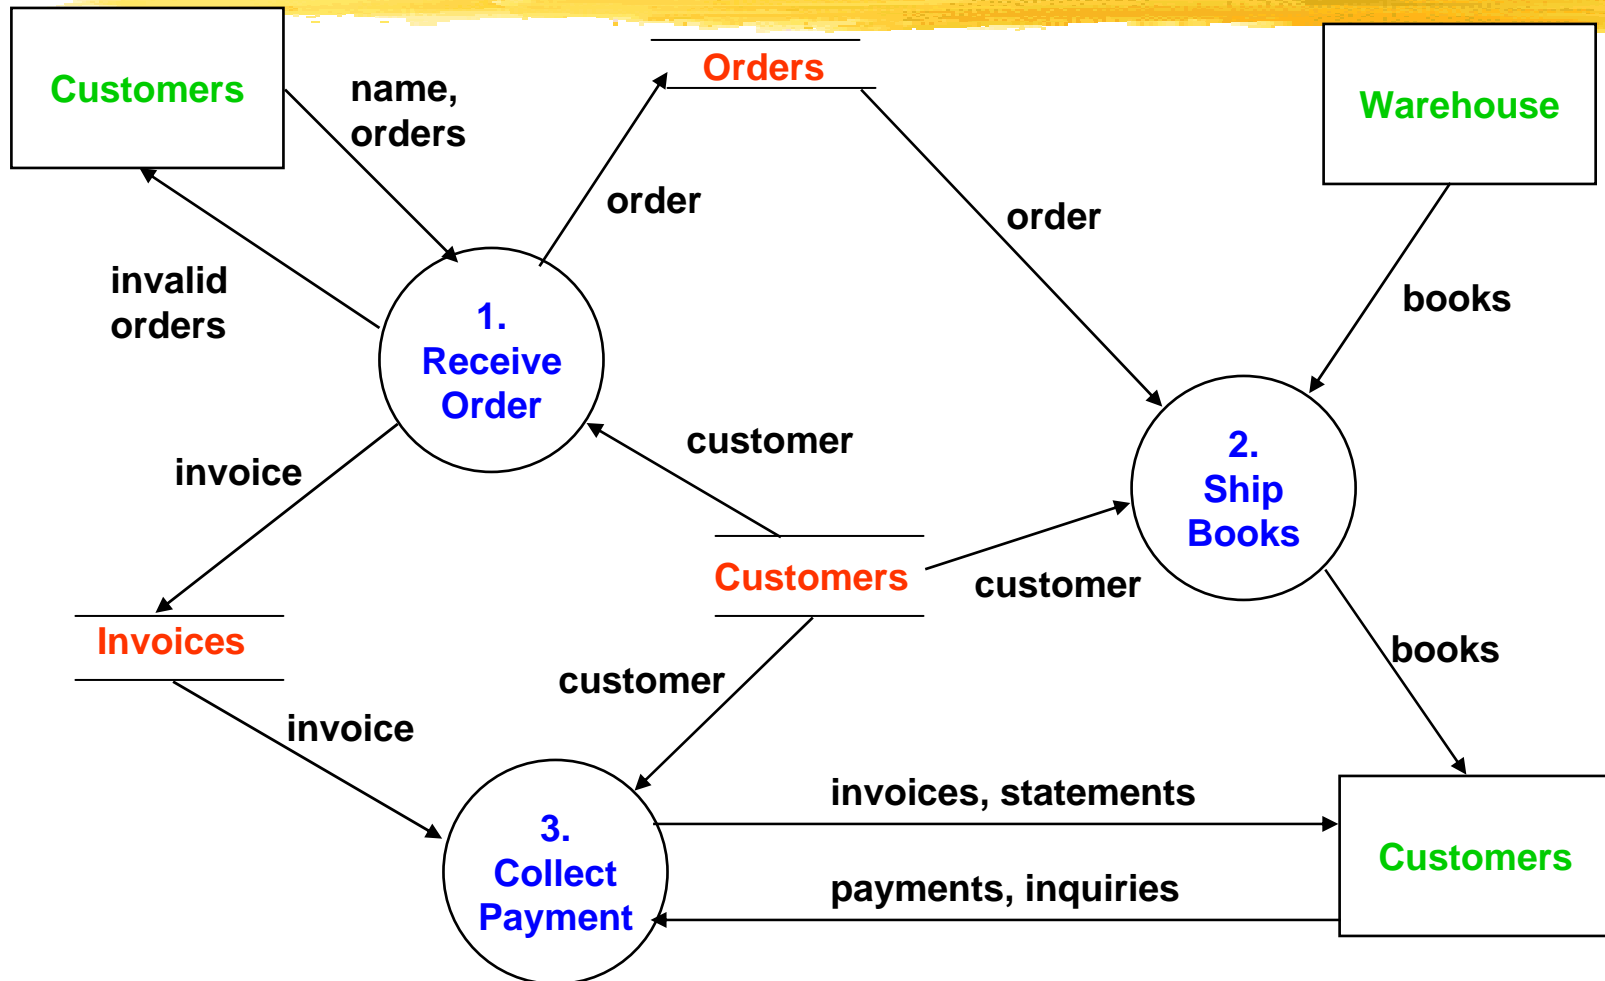 Orders
Customers
name,
orders
Warehouse
order
order
invalid
orders
books
1.
Receive
Order
customer
2.
Ship
Books
invoice
Customers
customer
Invoices
books
customer
invoice
invoices, statements
3.
Collect
Payment
Customers
payments, inquiries